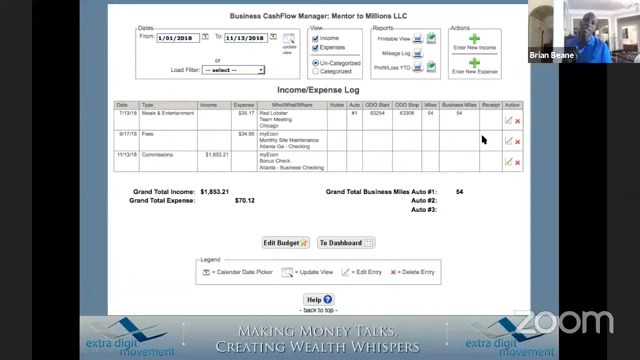 Business CashFlow Manager: Mentor to Millions LLC
Dates
From: 1/01/2018 To: 11/13/2018
update
view
or
Load Filter: --- select ---
View
Income
Expenses
Un-Categorized
Categorized
Reports
Printable View
Mileage Log
Profit/Loss YTD
Actions
Enter New Income
Enter New Expense
Brian Beane
Income/Expense Log
Date Type Income Expense Who/What/Where Notes Auto ODO Start ODO Stop Miles Business Miles Receipt Action
7/13/18 Meals & Entertainment $35.17 Red Lobster #1 63254 63308 54 54
Team Meeting
Chicago
9/17/18 Fees $34.95 myEcon
Monthly Site Maintenance
Atlanta Ga - Checking
11/13/18 Commissions $1,853.21 myEcon
Bonus Check
Atlanta - Business Checking
Grand Total Income: $1,853.21 Grand Total Business Miles Auto #1: 54
Grand Total Expense: $70.12 Auto #2:
Auto #3:
Edit Budget To Dashboard
Legend
= Calendar Date Picker = Update View = Edit Entry = Delete Entry
Help ?
- back to top -
extra digit
movement
Making Money Talks,
Creating Wealth Whispers
extra digit
movement
zoom